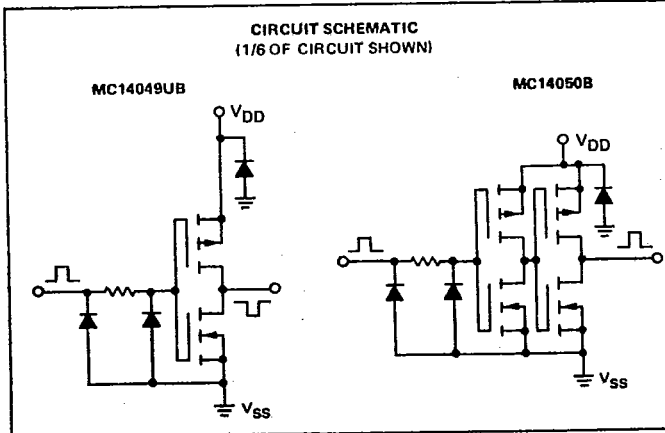 CIRCUIT SCHEMATIC
(1/6 OF CIRCUIT SHOWN)
MC14049UB
MC14050B
VDD
VDD
VSS
VSS